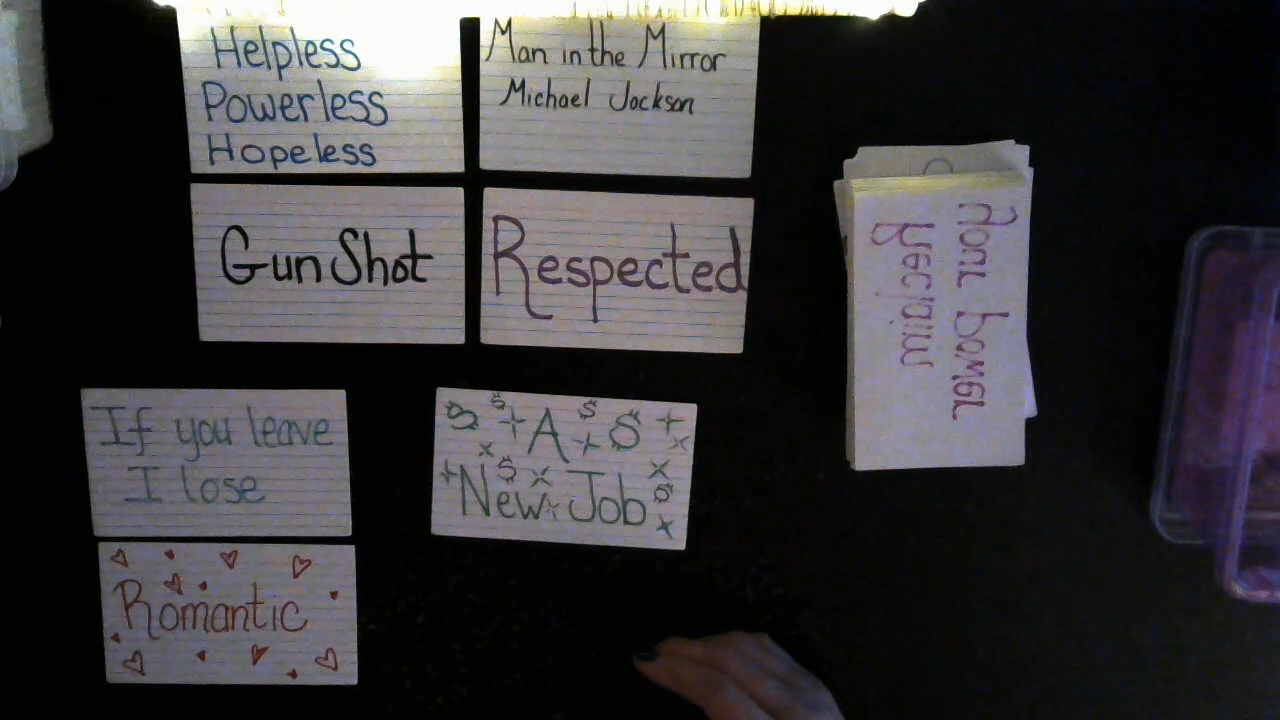 Helpless
Powerless
Hopeless
Man in the Mirror
Michael Jackson
Gun Shot
Respected
If you leave
I lose
A
New Job
Romantic